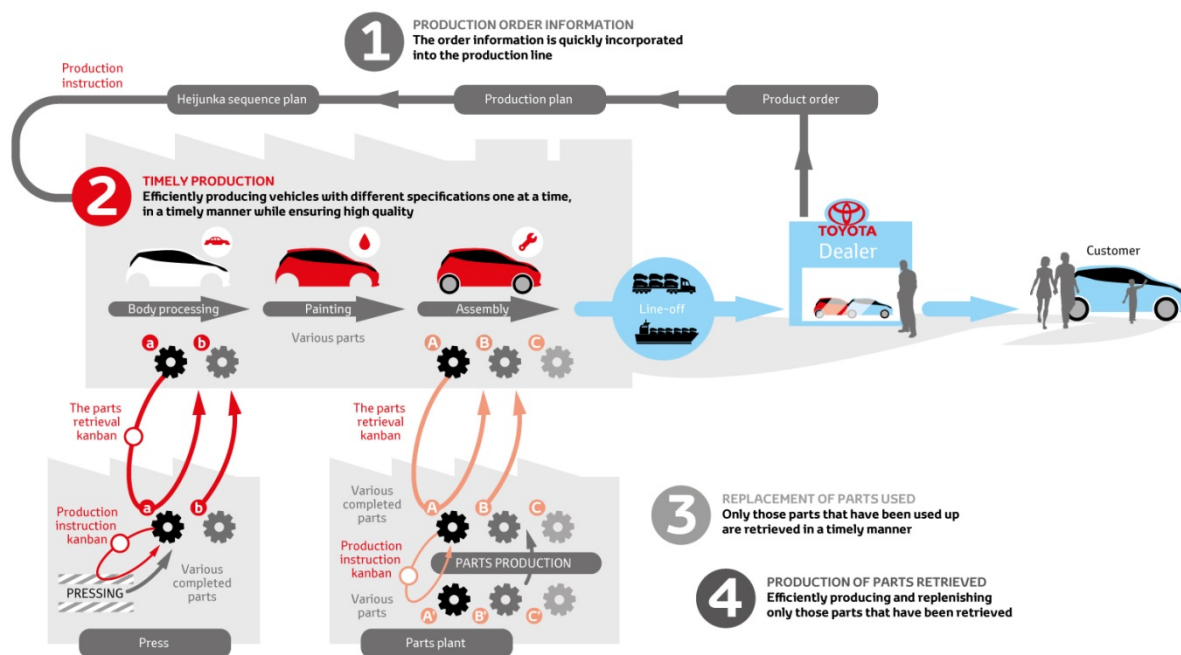 1
PRODUCTION ORDER INFORMATION
The order information is quickly incorporated
into the production line
Production
instruction
Heijunka sequence plan
Production plan
Product order
2
TIMELY PRODUCTION
Efficiently producing vehicles with different specifications one at a time,
in a timely manner while ensuring high quality
TOYOTA
Dealer
Customer
Body processing
Painting
Assembly
Line-off
Various parts
a
b
A
B
C
The parts
retrieval
kanban
The parts
retrieval
kanban
a
b
Production
instruction
kanban
PRESSING
Various
completed
parts
Press
Various
completed
parts
A
B
C
Production
instruction
kanban
PARTS PRODUCTION
Various
parts
A'
B'
C'
Parts plant
3
REPLACEMENT OF PARTS USED
Only those parts that have been used up
are retrieved in a timely manner
4
PRODUCTION OF PARTS RETRIEVED
Efficiently producing and replenishing
only those parts that have been retrieved